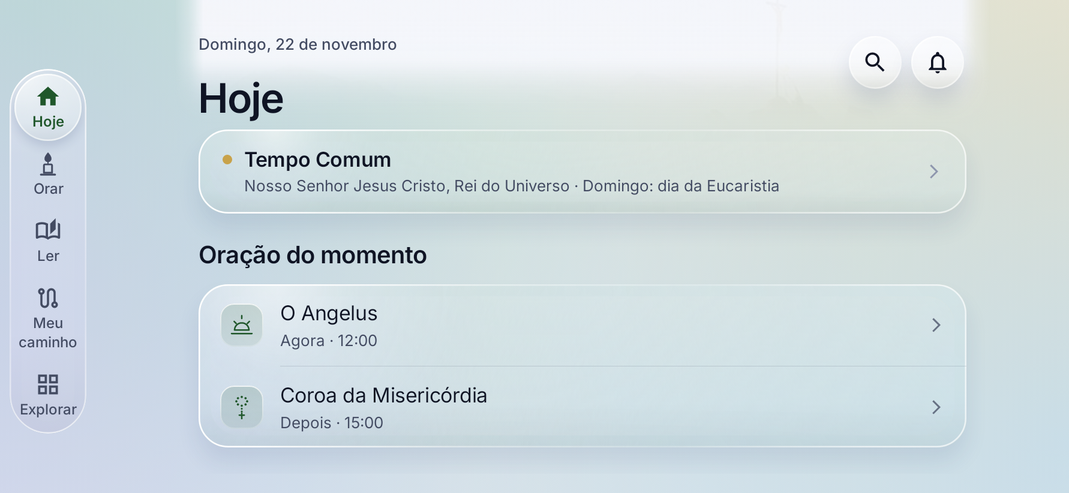 Domingo, 22 de novembro
Hoje
Hoje
Orar
Ler
Meu
caminho
Explorar
Tempo Comum
Nosso Senhor Jesus Cristo, Rei do Universo · Domingo: dia da Eucaristia
Oração do momento
O Angelus
Agora · 12:00
Coroa da Misericórdia
Depois · 15:00